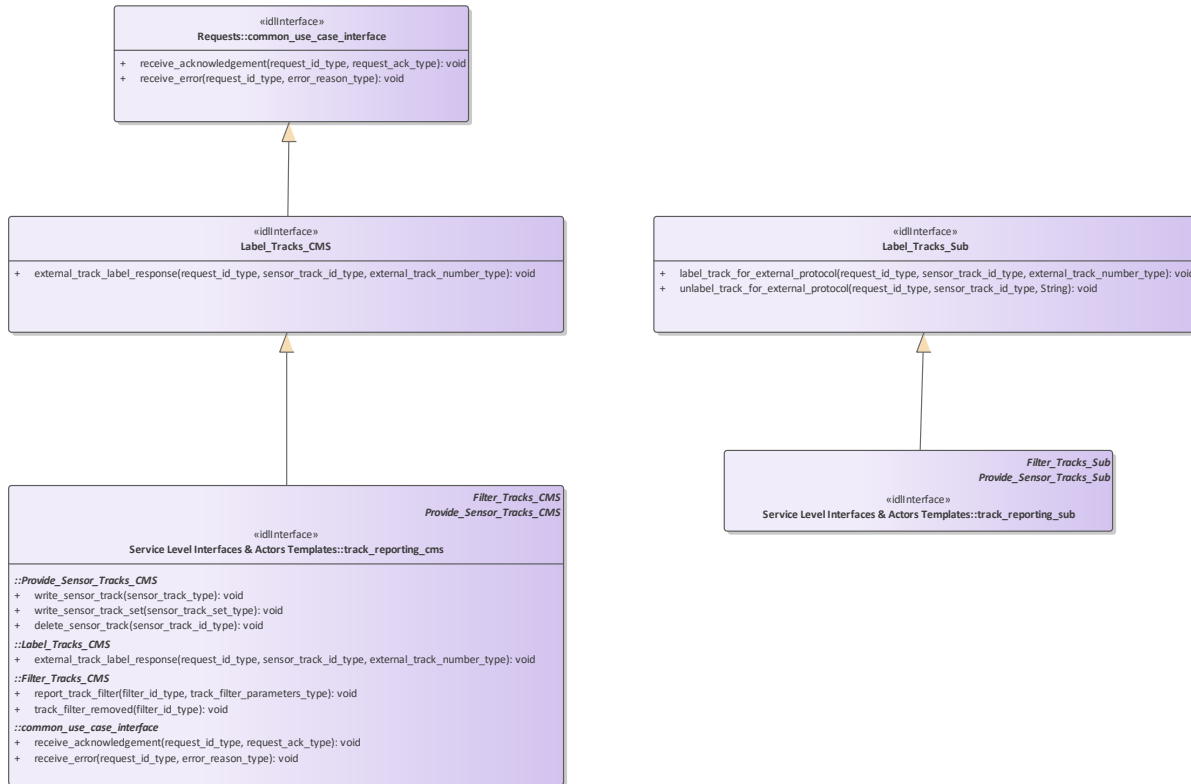 «idlInterface»
Requests::common_use_case_interface
+ receive_acknowledgement(request_id_type, request_ack_type): void
+ receive_error(request_id_type, error_reason_type): void
«idlInterface»
Label_Tracks_CMS
+ external_track_label_response(request_id_type, sensor_track_id_type, external_track_number_type): void
«idlInterface»
Label_Tracks_Sub
+ label_track_for_external_protocol(request_id_type, sensor_track_id_type, external_track_number_type): void
+ unlabel_track_for_external_protocol(request_id_type, sensor_track_id_type, String): void
Filter_Tracks_CMS
Provide_Sensor_Tracks_CMS
«idlInterface»
Service Level Interfaces & Actors Templates::track_reporting_cms
::Provide_Sensor_Tracks_CMS
+ write_sensor_track(sensor_track_type): void
+ write_sensor_track_set(sensor_track_set_type): void
+ delete_sensor_track(sensor_track_id_type): void
::Label_Tracks_CMS
+ external_track_label_response(request_id_type, sensor_track_id_type, external_track_number_type): void
::Filter_Tracks_CMS
+ report_track_filter(filter_id_type, track_filter_parameters_type): void
+ track_filter_removed(filter_id_type): void
::common_use_case_interface
+ receive_acknowledgement(request_id_type, request_ack_type): void
+ receive_error(request_id_type, error_reason_type): void
Filter_Tracks_Sub
Provide_Sensor_Tracks_Sub
«idlInterface»
Service Level Interfaces & Actors Templates::track_reporting_sub